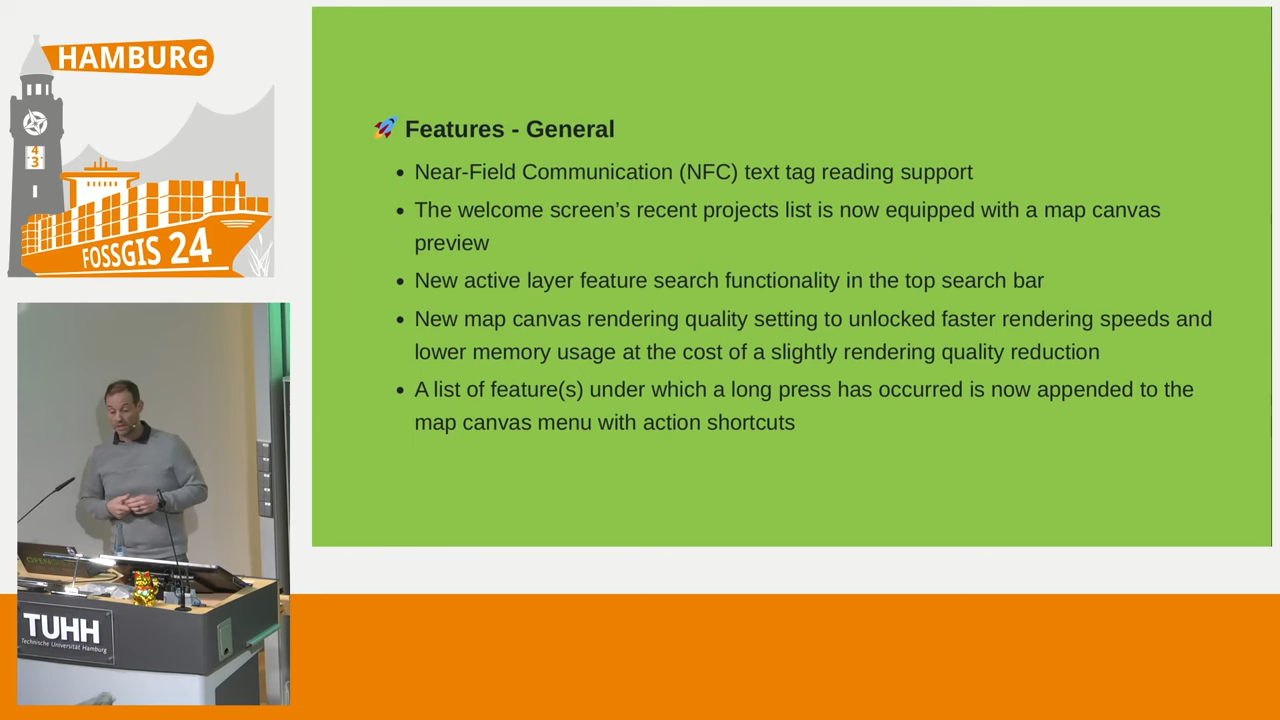 HAMBURG
4
3
FOSSGIS 24
🚀 Features - General
• Near-Field Communication (NFC) text tag reading support
• The welcome screen’s recent projects list is now equipped with a map canvas
preview
• New active layer feature search functionality in the top search bar
• New map canvas rendering quality setting to unlocked faster rendering speeds and
lower memory usage at the cost of a slightly rendering quality reduction
• A list of feature(s) under which a long press has occurred is now appended to the
map canvas menu with action shortcuts
OPEN
TUHH
Technische Universität Hamburg